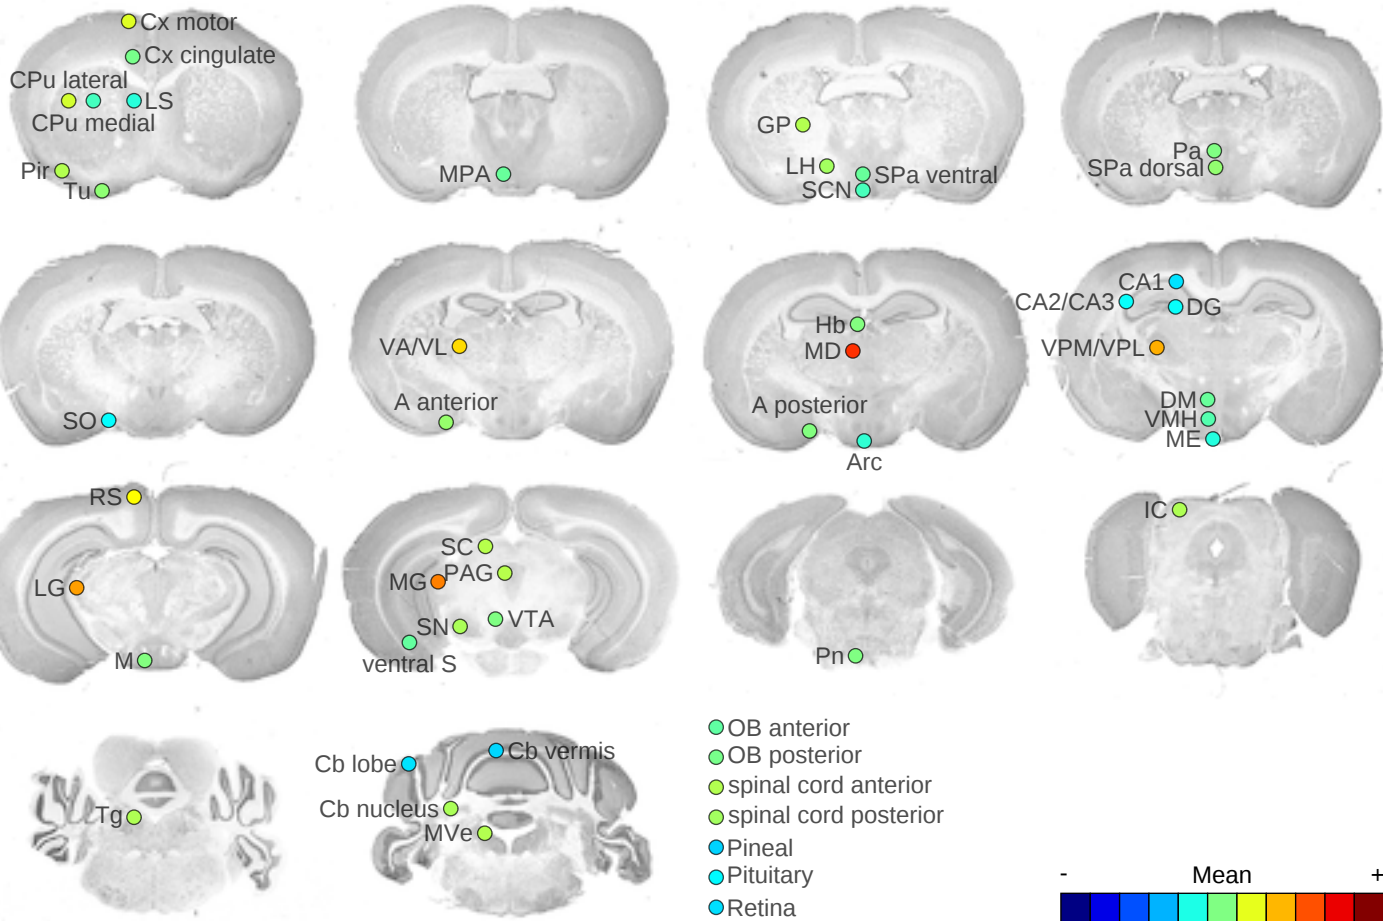 Cx motor
Cx cingulate
CPu lateral
LS
CPu medial
Pir
Tu
MPA
GP
LH
SPa ventral
SCN
Pa
SPa dorsal
SO
VA/VL
A anterior
Hb
MD
A posterior
Arc
CA1
CA2/CA3
DG
VPM/VPL
DM
VMH
ME
RS
LG
M
SC
MG
PAG
SN
VTA
ventral S
Pn
IC
Tg
Cb lobe
Cb vermis
Cb nucleus
MVe
OB anterior
OB posterior
spinal cord anterior
spinal cord posterior
Pineal
Pituitary
Retina
- Mean +